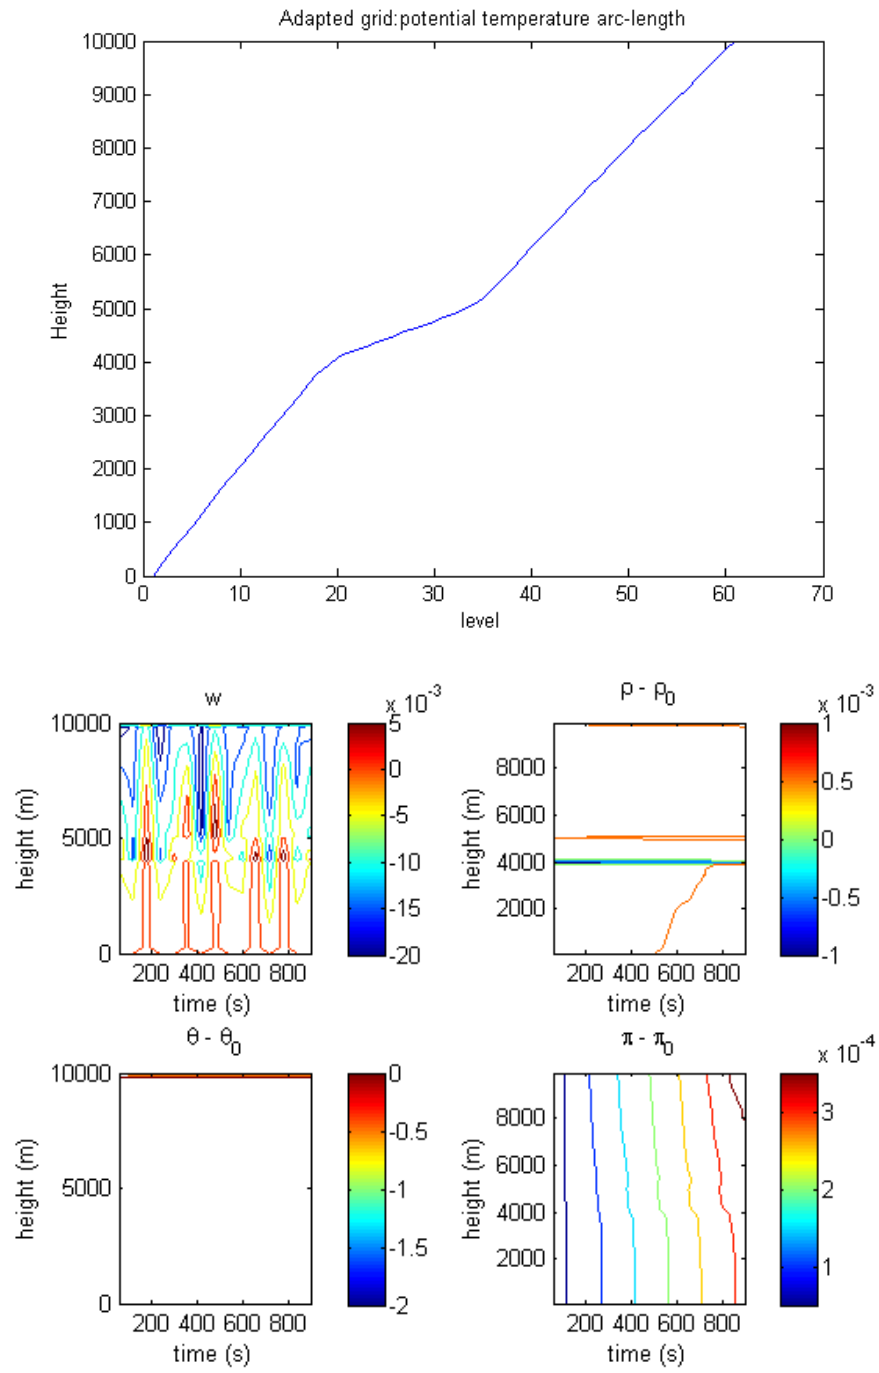 Adapted grid:potential temperature arc-length
10000
9000
8000
7000
6000
5000
4000
3000
2000
1000
0
Height
0 10 20 30 40 50 60 70
level
w
x 10^-3
10000
5000
0
height (m)
200 400 600 800
time (s)
5
0
-5
-10
-15
-20
ρ - ρ_0
x 10^-3
8000
6000
4000
2000
height (m)
200 400 600 800
time (s)
1
0.5
0
-0.5
-1
θ - θ_0
10000
5000
0
height (m)
200 400 600 800
time (s)
0
-0.5
-1
-1.5
-2
π - π_0
x 10^-4
8000
6000
4000
2000
height (m)
200 400 600 800
time (s)
3
2
1